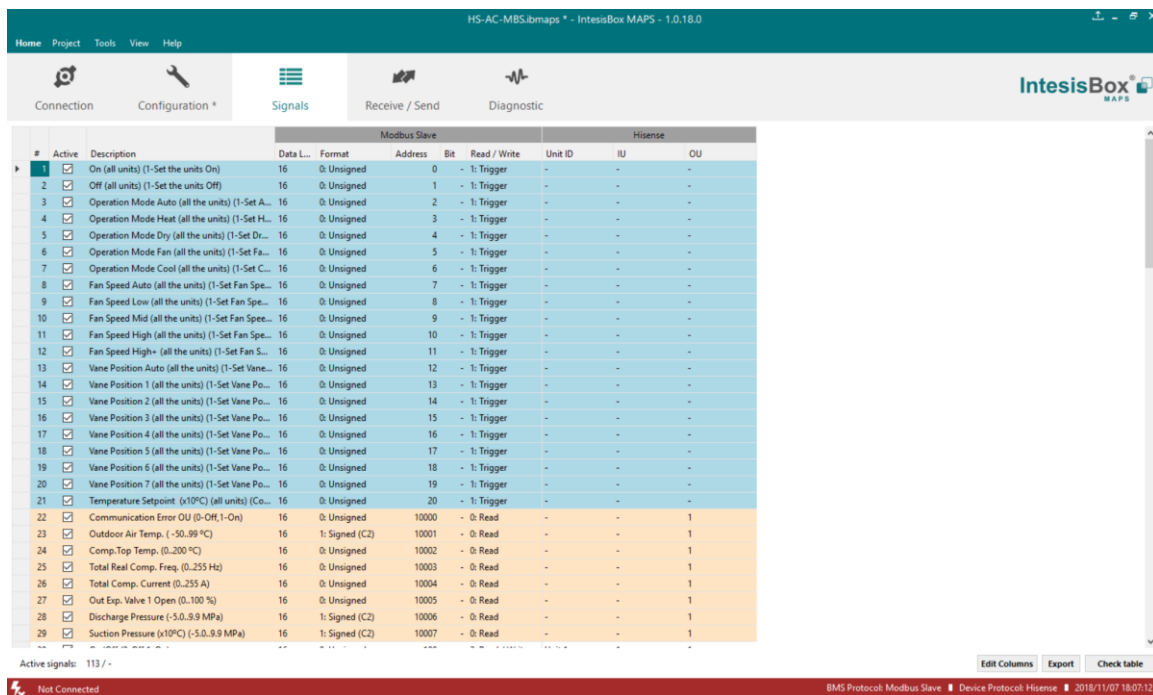 HS-AC-MBS.ibmaps * - IntesisBox MAPS - 1.0.18.0
Home Project Tools View Help
Connection Configuration * Signals Receive / Send Diagnostic
IntesisBox® MAPS
Modbus Slave Hisense
# Active Description Data L... Format Address Bit Read / Write Unit ID IU OU
1 On (all units) (1-Set the units On) 16 0: Unsigned 0 - 1: Trigger - - -
2 Off (all units) (1-Set the units Off) 16 0: Unsigned 1 - 1: Trigger - - -
3 Operation Mode Auto (all the units) (1-Set A... 16 0: Unsigned 2 - 1: Trigger - - -
4 Operation Mode Heat (all the units) (1-Set H... 16 0: Unsigned 3 - 1: Trigger - - -
5 Operation Mode Dry (all the units) (1-Set Dr... 16 0: Unsigned 4 - 1: Trigger - - -
6 Operation Mode Fan (all the units) (1-Set Fa... 16 0: Unsigned 5 - 1: Trigger - - -
7 Operation Mode Cool (all the units) (1-Set C... 16 0: Unsigned 6 - 1: Trigger - - -
8 Fan Speed Auto (all the units) (1-Set Fan Spe... 16 0: Unsigned 7 - 1: Trigger - - -
9 Fan Speed Low (all the units) (1-Set Fan Spe... 16 0: Unsigned 8 - 1: Trigger - - -
10 Fan Speed Mid (all the units) (1-Set Fan Spee... 16 0: Unsigned 9 - 1: Trigger - - -
11 Fan Speed High (all the units) (1-Set Fan Spe... 16 0: Unsigned 10 - 1: Trigger - - -
12 Fan Speed High+ (all the units) (1-Set Fan S... 16 0: Unsigned 11 - 1: Trigger - - -
13 Vane Position Auto (all the units) (1-Set Vane... 16 0: Unsigned 12 - 1: Trigger - - -
14 Vane Position 1 (all the units) (1-Set Vane Po... 16 0: Unsigned 13 - 1: Trigger - - -
15 Vane Position 2 (all the units) (1-Set Vane Po... 16 0: Unsigned 14 - 1: Trigger - - -
16 Vane Position 3 (all the units) (1-Set Vane Po... 16 0: Unsigned 15 - 1: Trigger - - -
17 Vane Position 4 (all the units) (1-Set Vane Po... 16 0: Unsigned 16 - 1: Trigger - - -
18 Vane Position 5 (all the units) (1-Set Vane Po... 16 0: Unsigned 17 - 1: Trigger - - -
19 Vane Position 6 (all the units) (1-Set Vane Po... 16 0: Unsigned 18 - 1: Trigger - - -
20 Vane Position 7 (all the units) (1-Set Vane Po... 16 0: Unsigned 19 - 1: Trigger - - -
21 Temperature Setpoint (x10ºC) (all units) (Co... 16 0: Unsigned 20 - 1: Trigger - - -
22 Communication Error OU (0-Off,1-On) 16 0: Unsigned 10000 - 0: Read - - 1
23 Outdoor Air Temp. ( -50..99 ºC) 16 1: Signed (C2) 10001 - 0: Read - - 1
24 Comp.Top Temp. (0..200 ºC) 16 0: Unsigned 10002 - 0: Read - - 1
25 Total Real Comp. Freq. (0..255 Hz) 16 0: Unsigned 10003 - 0: Read - - 1
26 Total Comp. Current (0..255 A) 16 0: Unsigned 10004 - 0: Read - - 1
27 Out Exp. Valve 1 Open (0..100 %) 16 0: Unsigned 10005 - 0: Read - - 1
28 Discharge Pressure (-5.0..9.9 MPa) 16 1: Signed (C2) 10006 - 0: Read - - 1
29 Suction Pressure (x10ºC) (-5.0..9.9 MPa) 16 1: Signed (C2) 10007 - 0: Read - - 1
Active signals: 113 / -
Edit Columns Export Check table
Not Connected
BMS Protocol: Modbus Slave Device Protocol: Hisense 2018/11/07 18:07:12